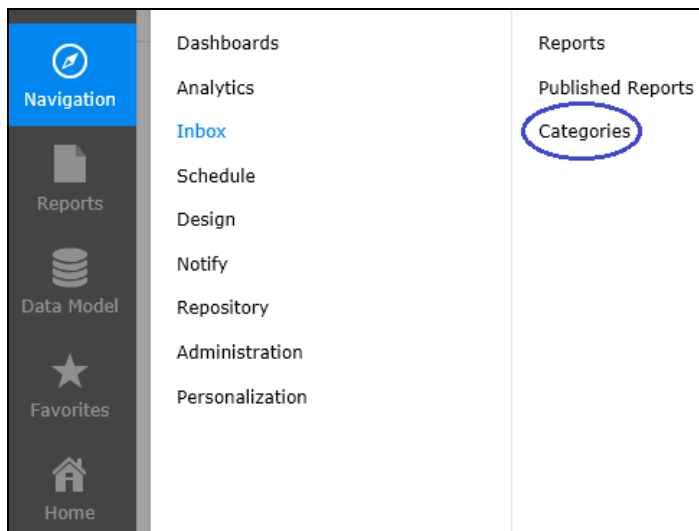 Navigation
Reports
Data Model
Favorites
Home
Dashboards
Analytics
Inbox
Schedule
Design
Notify
Repository
Administration
Personalization
Reports
Published Reports
Categories